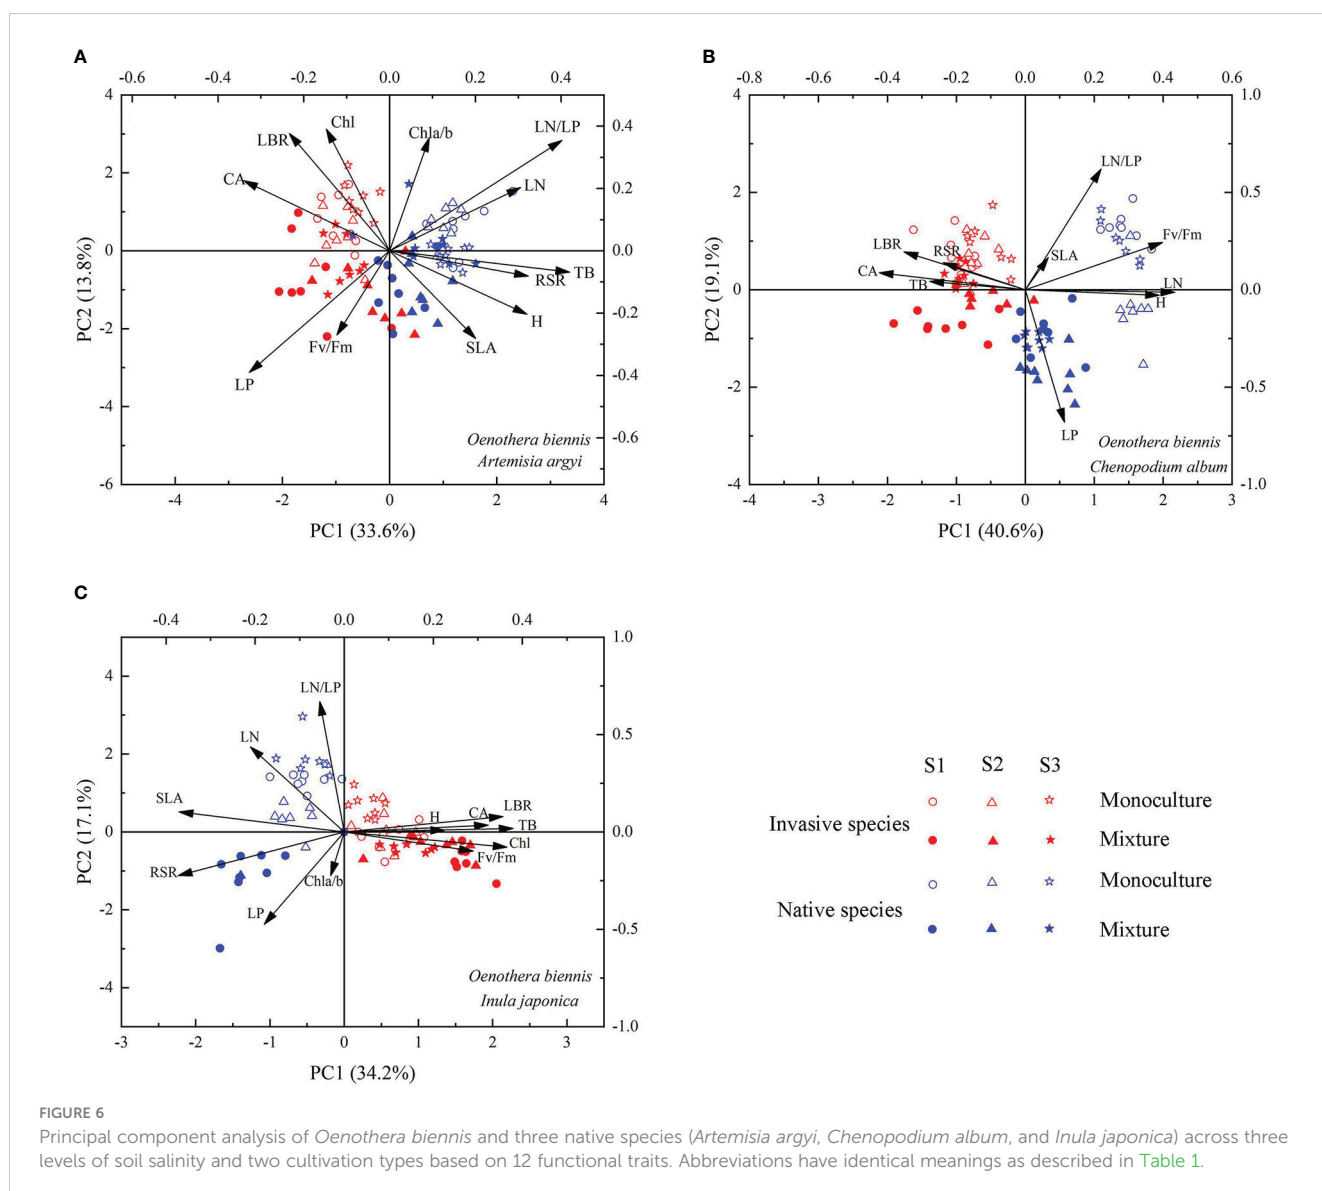 A
-0.6 -0.4 -0.2 0.0 0.2 0.4
4
2
0
-2
-4
-6
PC2 (13.8%)
0.4
0.2
0.0
-0.2
-0.4
-0.6
Chl
LBR
CA
Chla/b
LN/LP
LN
TB
RSR
H
SLA
Fv/Fm
LP
Oenothera biennis
Artemisia argyi
-4 -2 0 2 4
PC1 (33.6%)
B
-0.8 -0.6 -0.4 -0.2 0.0 0.2 0.4 0.6
4
2
0
-2
-4
PC2 (19.1%)
1.0
0.5
0.0
-0.5
-1.0
LN/LP
Fv/Fm
SLA
LBR
RSR
CA
TB
LN
H
LP
Oenothera biennis
Chenopodium album
-4 -3 -2 -1 0 1 2 3
PC1 (40.6%)
C
-0.4 -0.2 0.0 0.2 0.4
4
2
0
-2
-4
PC2 (17.1%)
1.0
0.5
0.0
-0.5
-1.0
LN/LP
LN
SLA
RSR
LP
Chla/b
H
CA
LBR
TB
Chl
Fv/Fm
Oenothera biennis
Inula japonica
-3 -2 -1 0 1 2 3
PC1 (34.2%)
S1 S2 S3
Monoculture
Invasive species
Mixture
Monoculture
Native species
Mixture
FIGURE 6
Principal component analysis of Oenothera biennis and three native species (Artemisia argyi, Chenopodium album, and Inula japonica) across three
levels of soil salinity and two cultivation types based on 12 functional traits. Abbreviations have identical meanings as described in Table 1.